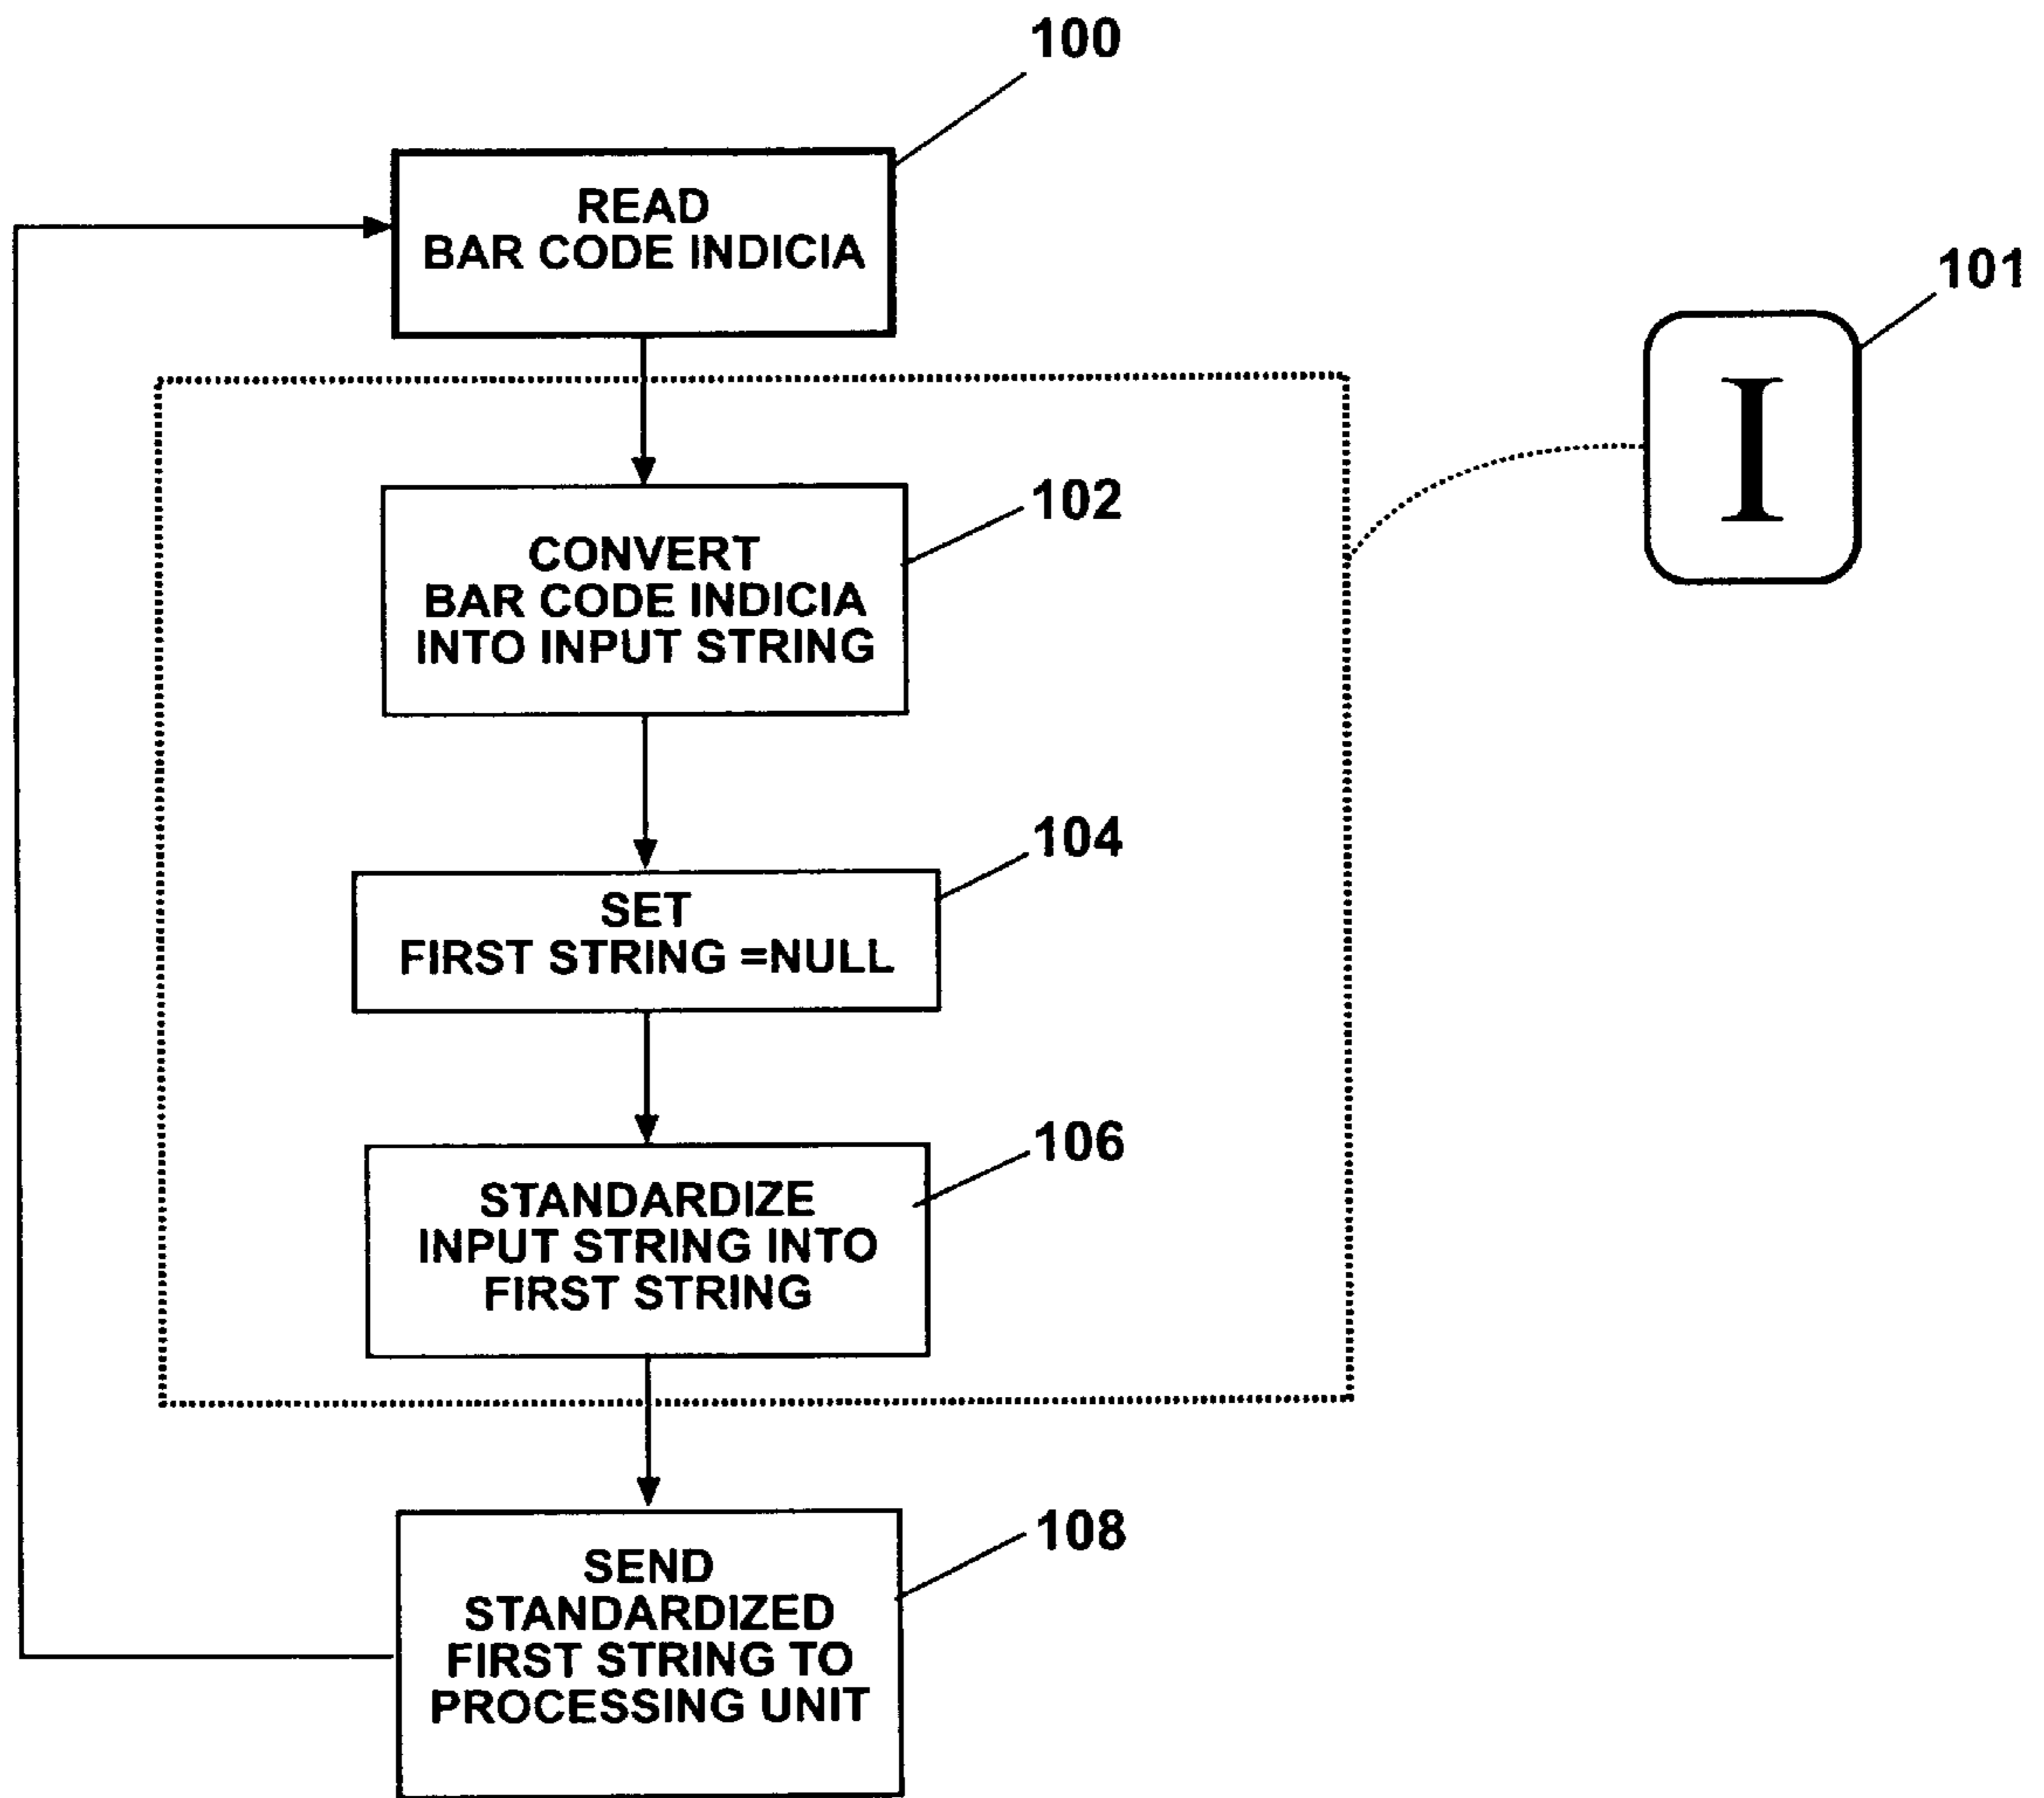 100
READ
BAR CODE INDICIA
101
I
102
CONVERT
BAR CODE INDICIA
INTO INPUT STRING
104
SET
FIRST STRING =NULL
106
STANDARDIZE
INPUT STRING INTO
FIRST STRING
108
SEND
STANDARDIZED
FIRST STRING TO
PROCESSING UNIT